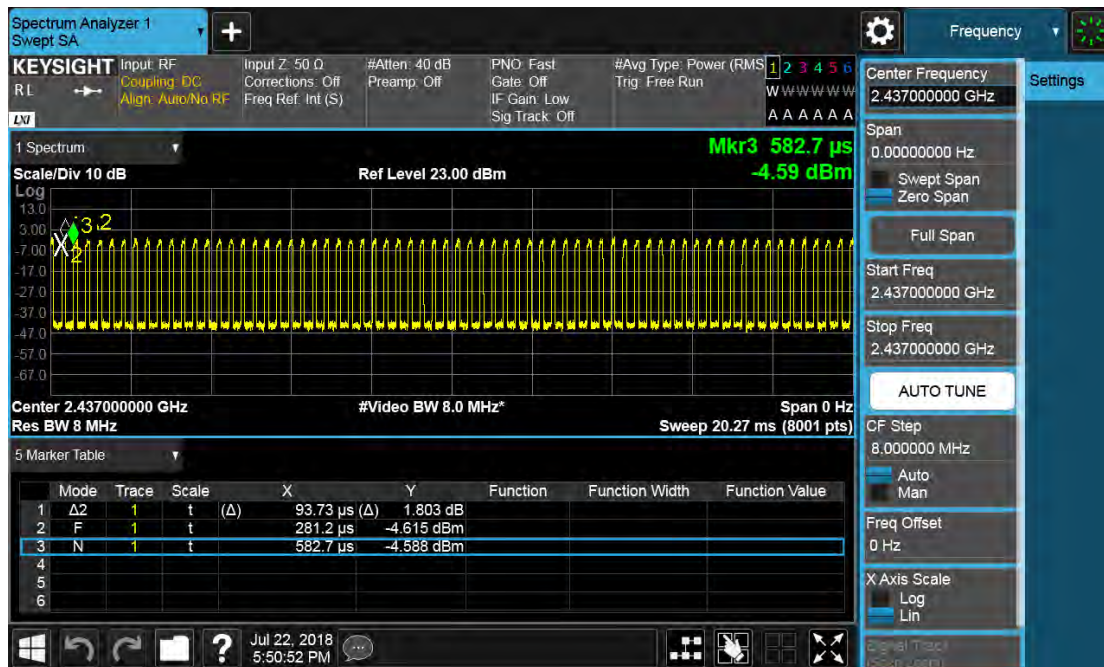 Spectrum Analyzer 1
Swept SA
+
Frequency
KEYSIGHT
RL
LXI
Input: RF
Coupling: DC
Align: Auto/No RF
Input Z: 50 Ω
Corrections: Off
Freq Ref: Int (S)
#Atten: 40 dB
Preamp: Off
PNO: Fast
Gate: Off
IF Gain: Low
Sig Track: Off
#Avg Type: Power (RMS
Trig: Free Run
1 2 3 4 5 6
W W W W W W
A A A A A A
Center Frequency
2.437000000 GHz
Settings
1 Spectrum
Mkr3 582.7 µs
-4.59 dBm
Scale/Div 10 dB
Ref Level 23.00 dBm
Log
13.0
3.00
-7.00
-17.0
-27.0
-37.0
-47.0
-57.0
-67.0
3
2
2
Center 2.437000000 GHz
#Video BW 8.0 MHz*
Span 0 Hz
Res BW 8 MHz
Sweep 20.27 ms (8001 pts)
Span
0.00000000 Hz
Swept Span
Zero Span
Full Span
Start Freq
2.437000000 GHz
Stop Freq
2.437000000 GHz
AUTO TUNE
CF Step
8.000000 MHz
Auto
Man
Freq Offset
0 Hz
X Axis Scale
Log
Lin
Signal Track
5 Marker Table
Mode Trace Scale X Y Function Function Width Function Value
1 Δ2 1 t (Δ) 93.73 µs (Δ) 1.803 dB
2 F 1 t 281.2 µs -4.615 dBm
3 N 1 t 582.7 µs -4.588 dBm
4
5
6
?
Jul 22, 2018
5:50:52 PM